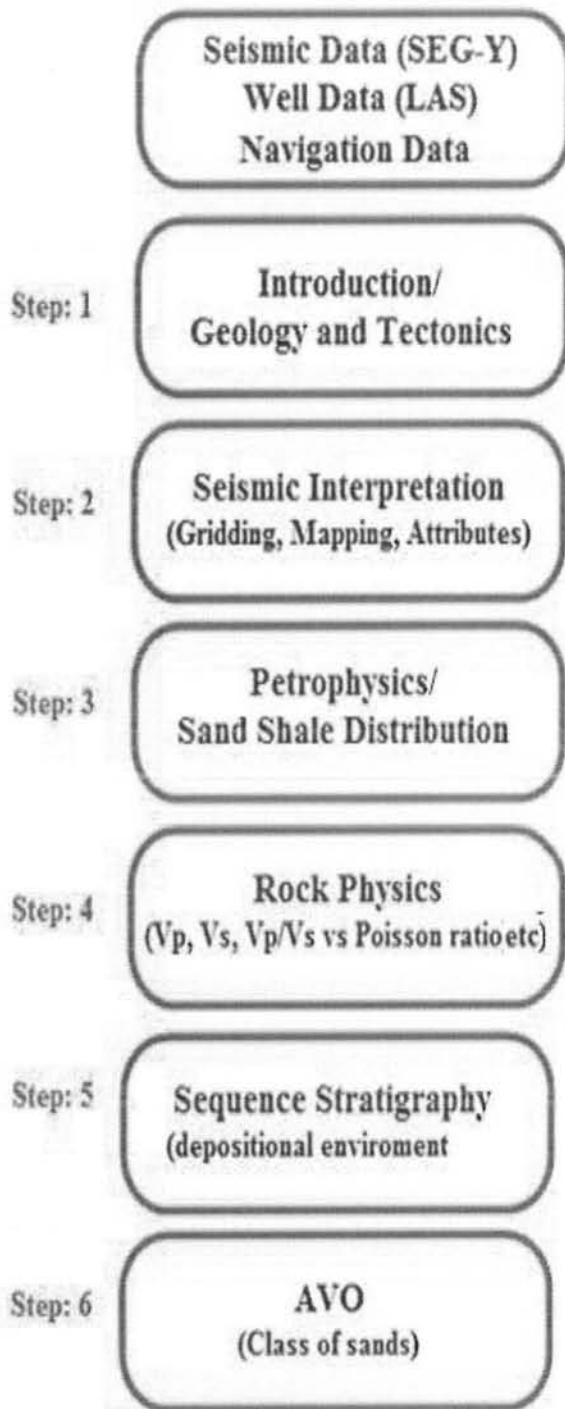 Seismic Data (SEG-Y)
Well Data (LAS)
Navigation Data
Step: 1
Introduction/
Geology and Tectonics
Step: 2
Seismic Interpretation
(Gridding, Mapping, Attributes)
Step: 3
Petrophysics/
Sand Shale Distribution
Step: 4
Rock Physics
(Vp, Vs, Vp/Vs vs Poisson ratio etc)
Step: 5
Sequence Stratigraphy
(depositional enviroment
Step: 6
AVO
(Class of sands)